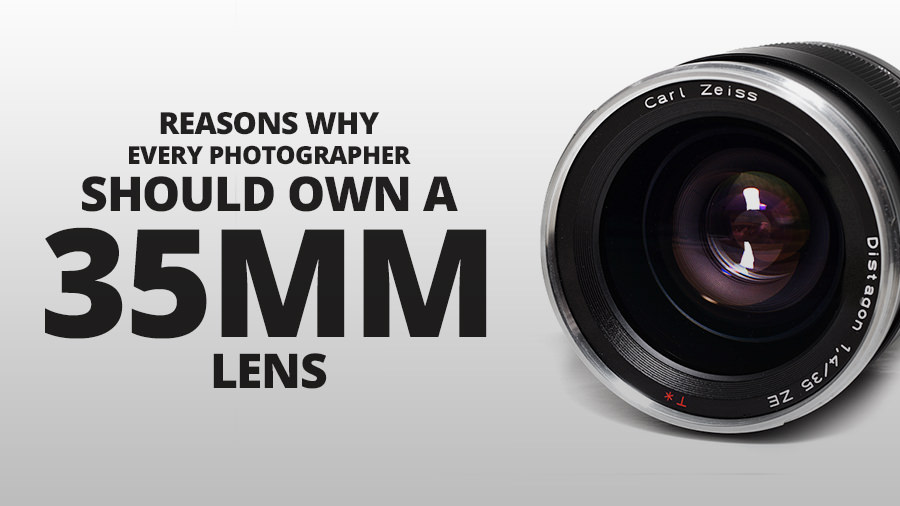 REASONS WHY
EVERY PHOTOGRAPHER
SHOULD OWN A
35MM
LENS
Carl Zeiss
Distagon 1,4/35 ZE
T*